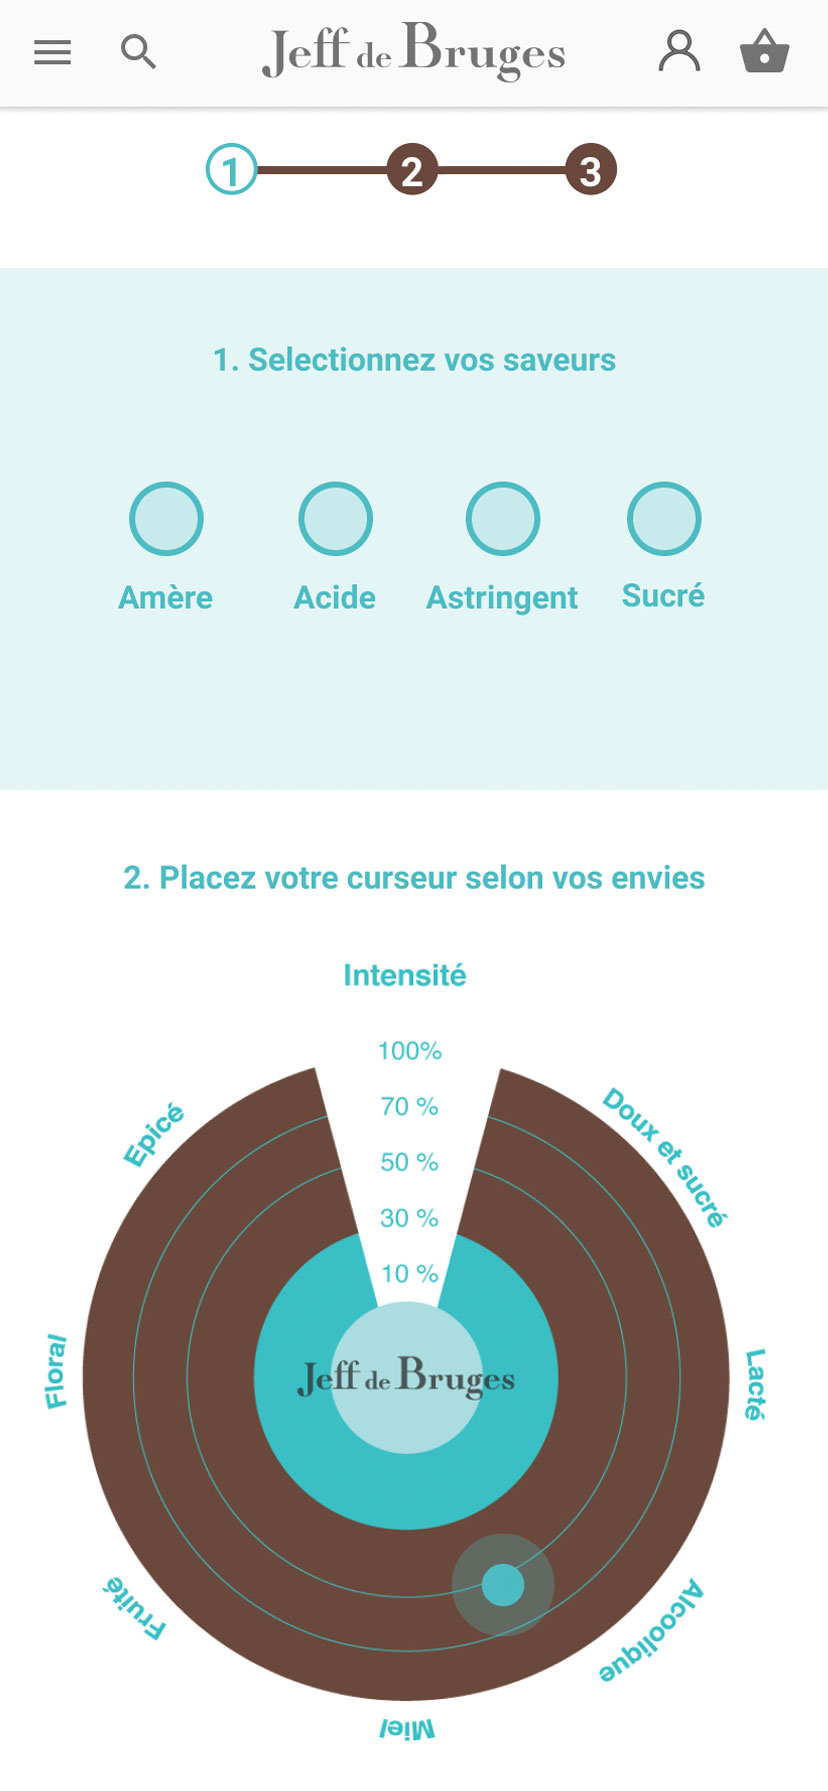 Jeff de Bruges
1 2 3
1. Selectionnez vos saveurs
Amère Acide Astringent Sucré
2. Placez votre curseur selon vos envies
Intensité
100%
70 %
50 %
30 %
10 %
Epicé
Doux et sucré
Floral
Lacté
Jeff de Bruges
Fruité
Alcoolique
Miel